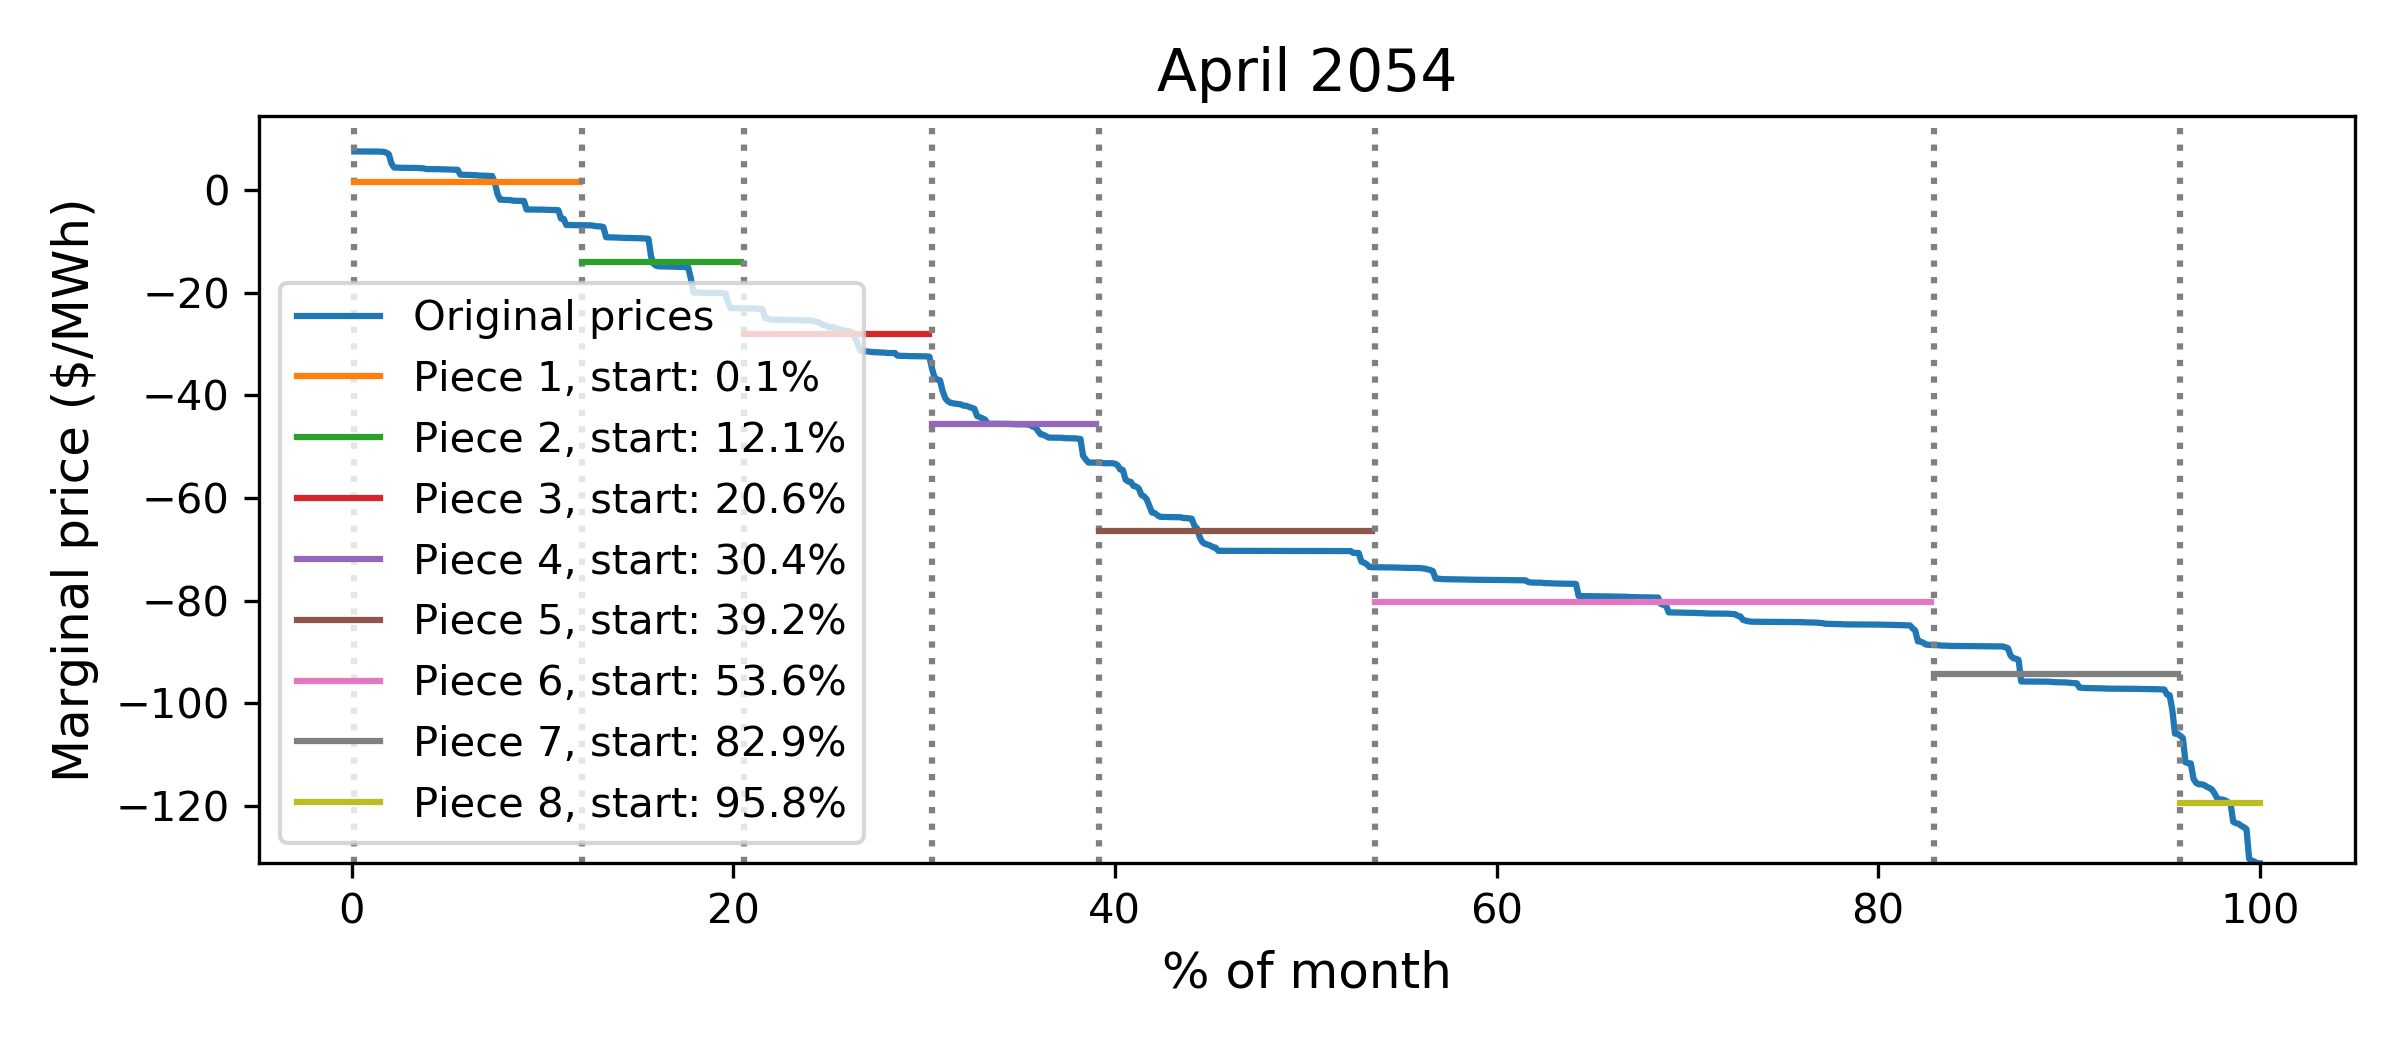 April 2054
Marginal price ($/MWh)
0
−20
−40
−60
−80
−100
−120
Original prices
Piece 1, start: 0.1%
Piece 2, start: 12.1%
Piece 3, start: 20.6%
Piece 4, start: 30.4%
Piece 5, start: 39.2%
Piece 6, start: 53.6%
Piece 7, start: 82.9%
Piece 8, start: 95.8%
0 20 40 60 80 100
% of month